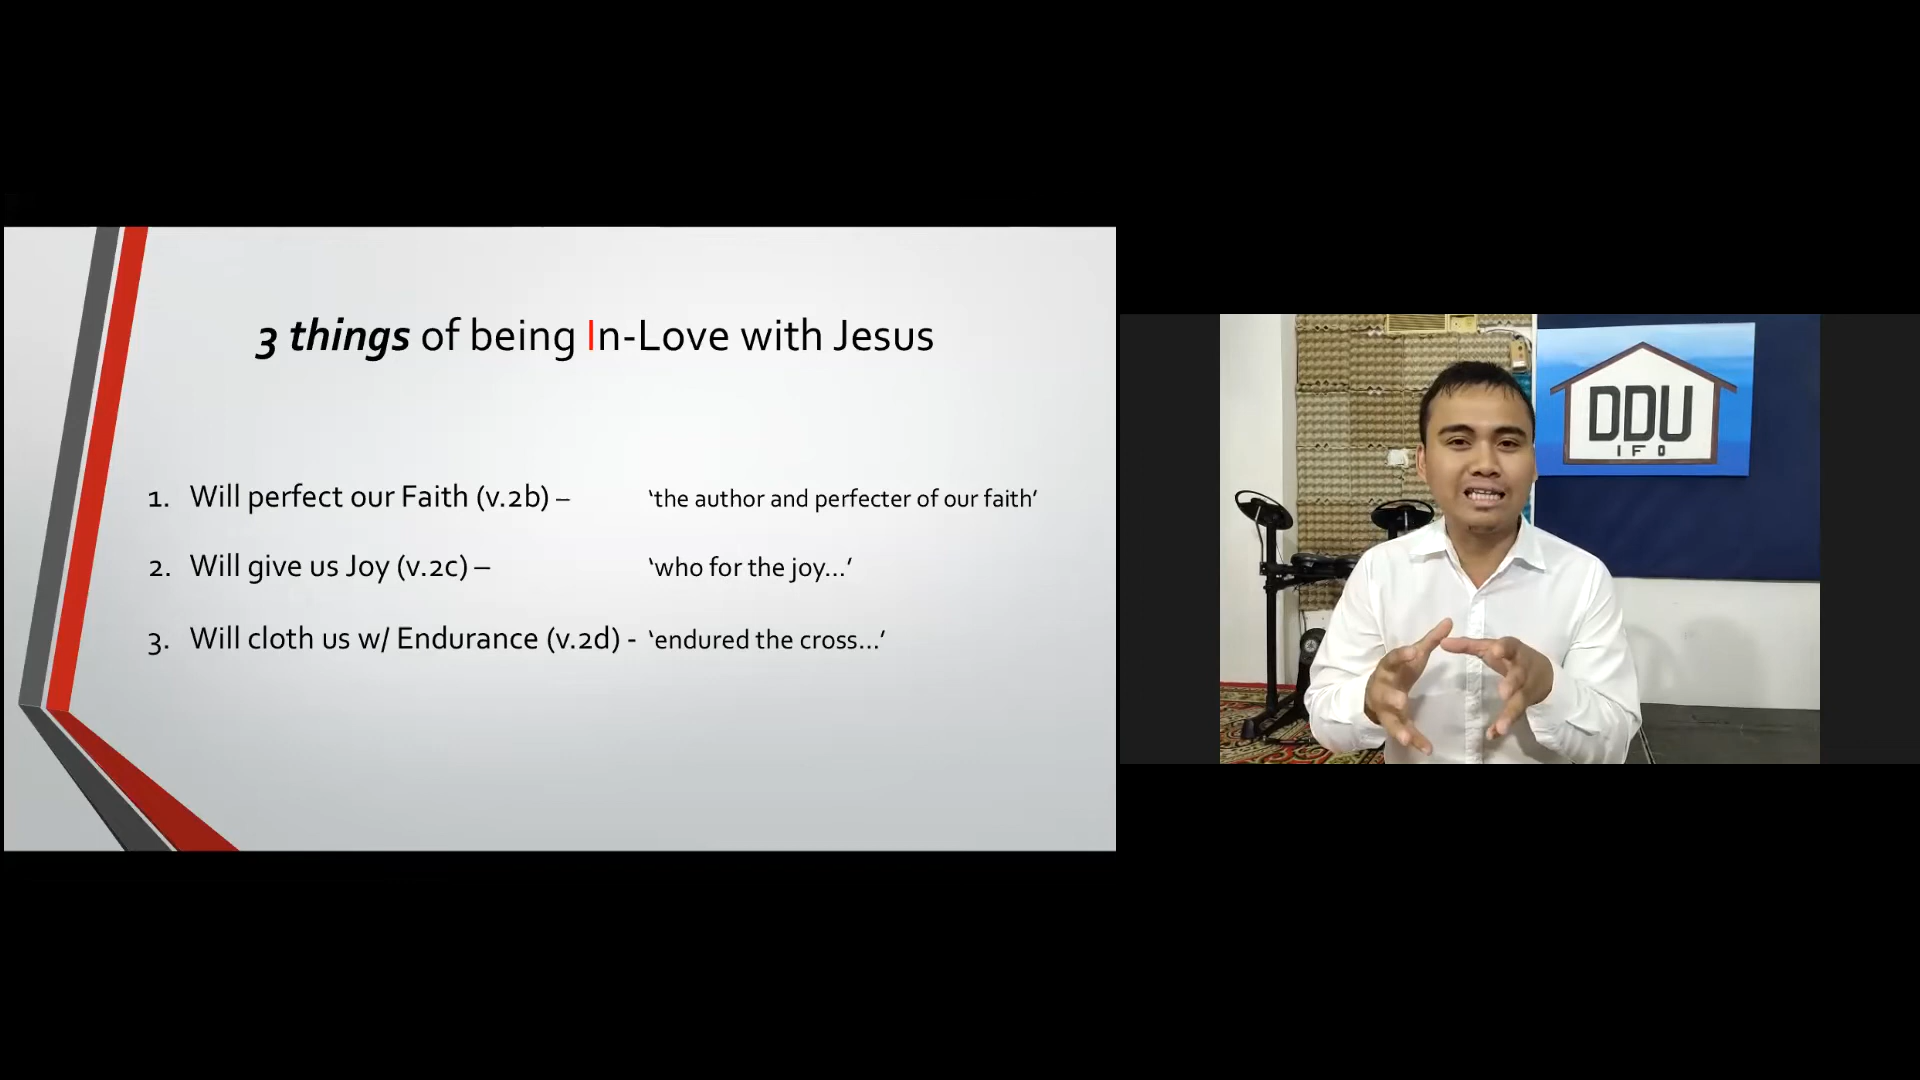 3 things of being In-Love with Jesus
1. Will perfect our Faith (v.2b) – ‘the author and perfecter of our faith’
2. Will give us Joy (v.2c) – ‘who for the joy...’
3. Will cloth us w/ Endurance (v.2d) - ‘endured the cross...’
DDU
IFO